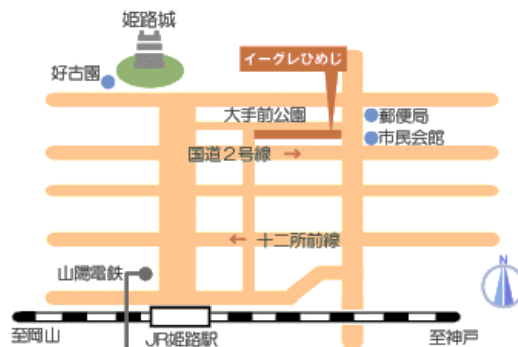 姫路城
イーグレひめじ
好古園
大手前公園
郵便局
市民会館
国道２号線 →
← 十二所前線
山陽電鉄
N
至岡山
JR姫路駅
至神戸